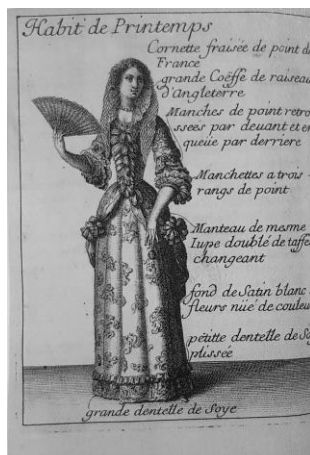 Habit de Printemps
Cornette fraisée de point de
France
grande Coëffe de raiseau
d'Angleterre
Manches de point retro-
ssees par deuant et en
queüe par derriere
Manchettes a trois
rangs de point
Manteau de mesme
Iupe doublé de taffe
changeant
fond de Satin blanc
fleurs nüe de couleu
petitte dentelle de So
plissée
grande dentelle de Soye